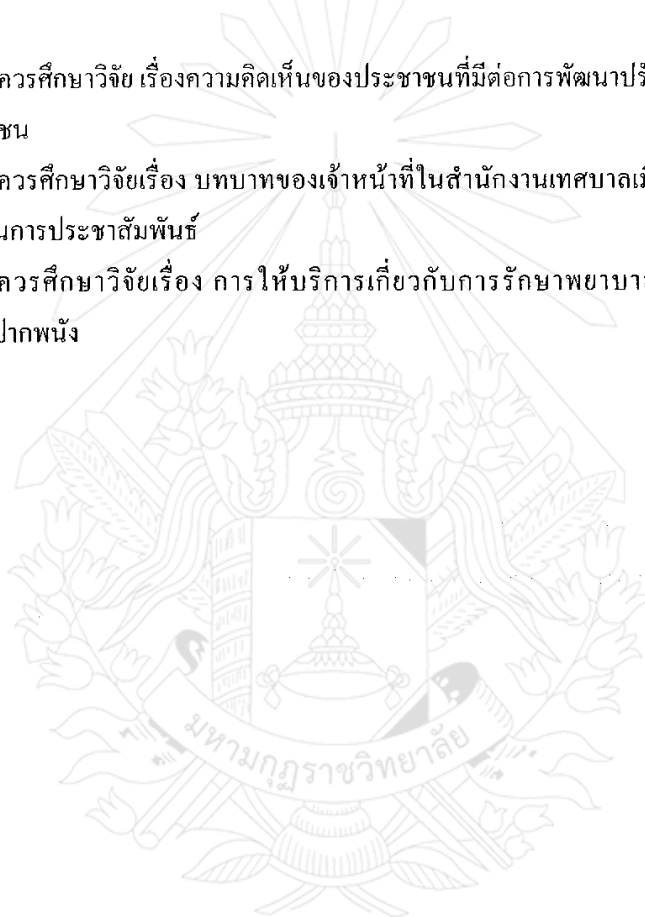 ควรศึกษาวิจัย เรื่องความคิดเห็นของประชาชนที่มีต่อการพัฒนาปรั
ชน
ควรศึกษาวิจัยเรื่อง บทบาทของเจ้าหน้าที่ในสำนักงานเทศบาลเมื
นการประชาสัมพันธ์
ควรศึกษาวิจัยเรื่อง การให้บริการเกี่ยวกับการรักษาพยาบา
ปากพนัง
มหามกุฏราชวิทยาลัย